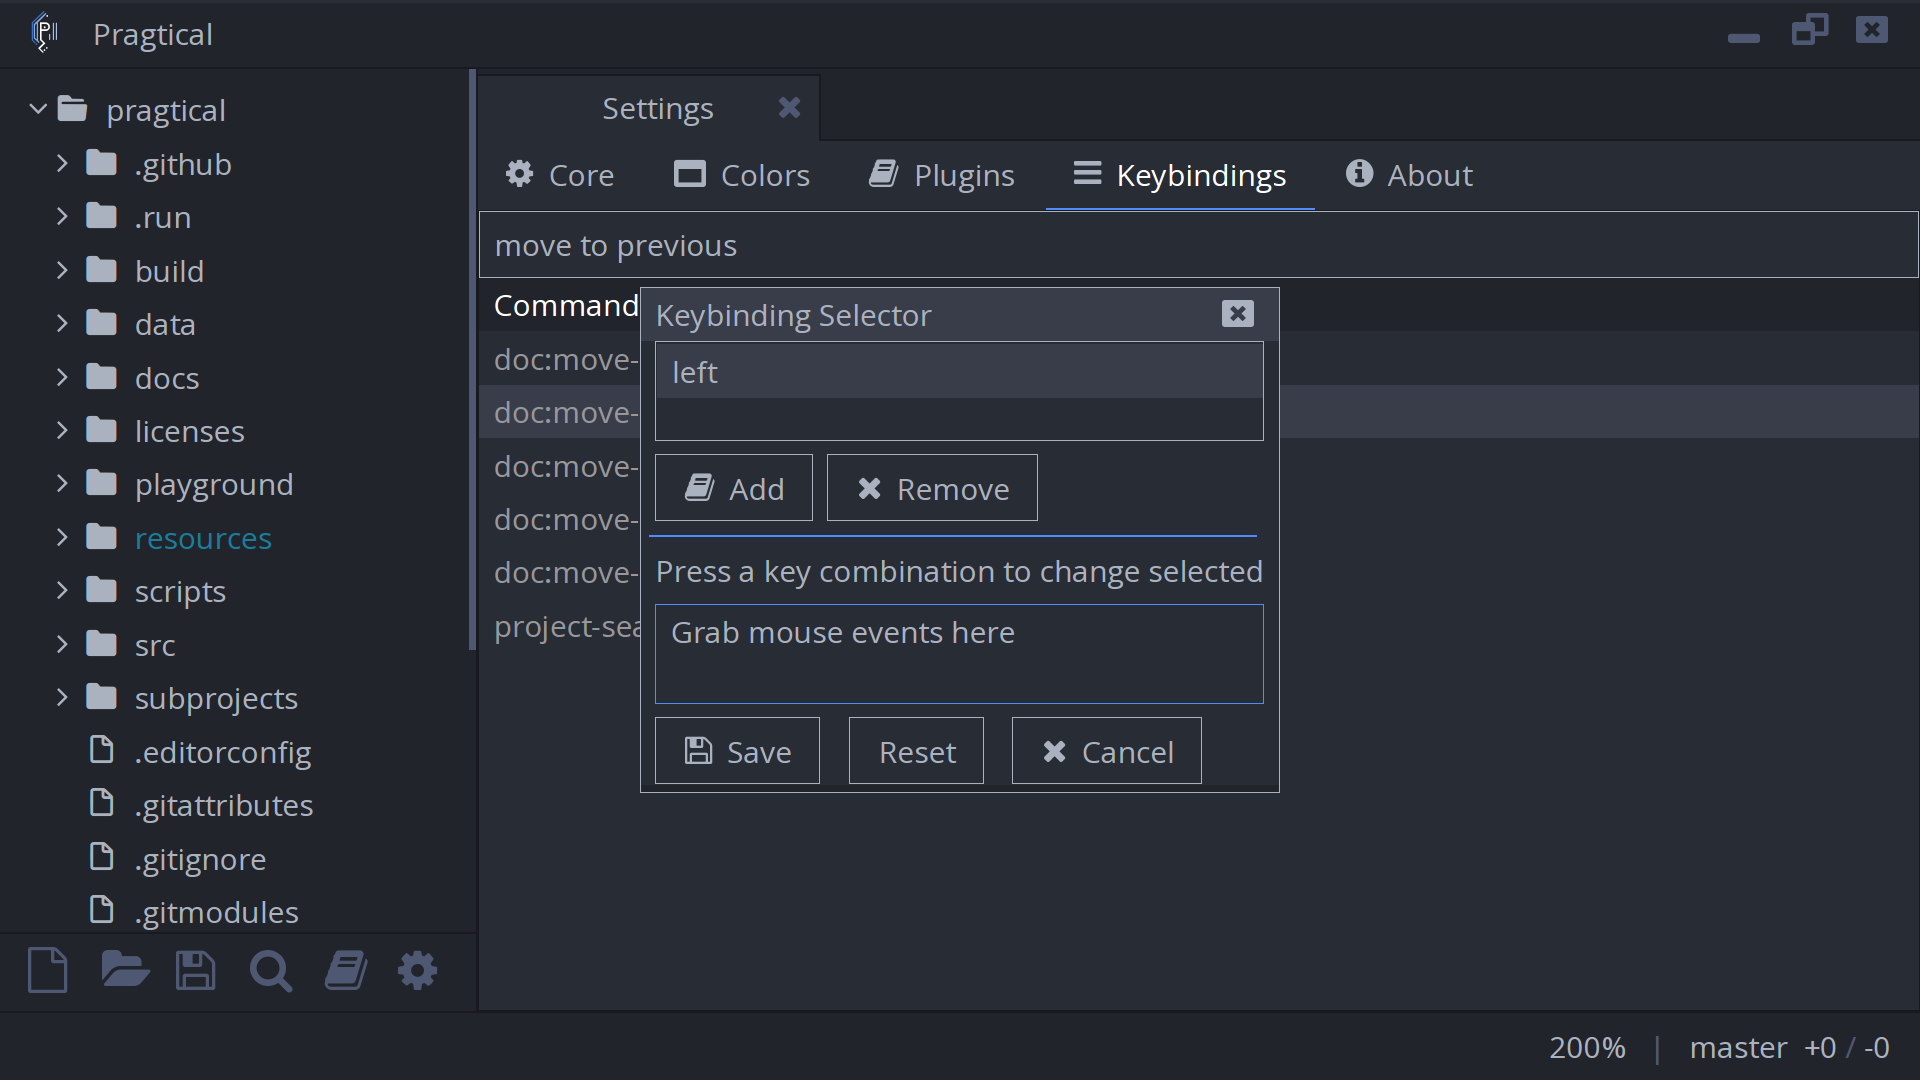 Pragtical
pragtical
.github
.run
build
data
docs
licenses
playground
resources
scripts
src
subprojects
.editorconfig
.gitattributes
.gitignore
.gitmodules
Settings
Core Colors Plugins Keybindings About
move to previous
Command
doc:move-
doc:move-
doc:move-
doc:move-
doc:move-
project-sea
Keybinding Selector
left
Add Remove
Press a key combination to change selected
Grab mouse events here
Save Reset Cancel
200% | master +0 / -0